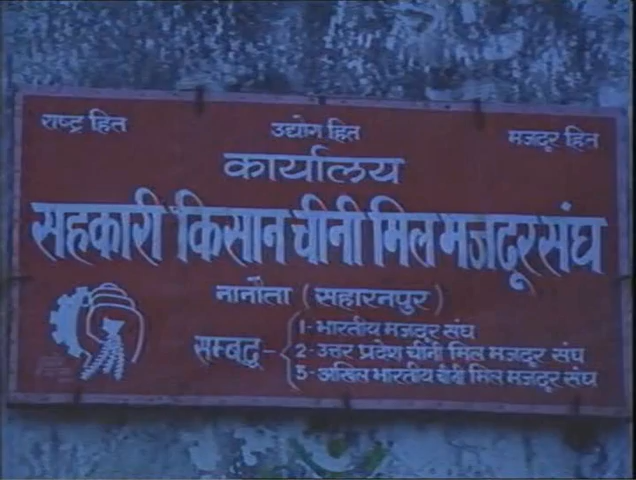 राष्ट्र हित उद्योग हित मजदूर हित
कार्यालय
सहकारी किसान चीनी मिल मजदूर संघ
नानौता (सहारनपुर)
सम्बद्ध -
1- भारतीय मजदूर संघ
2- उत्तर प्रदेश चीनी मिल मजदूर संघ
3- अखिल भारतीय चीनी मिल मजदूर संघ